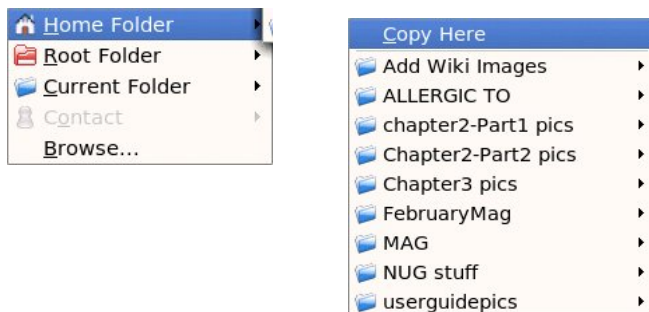 Home Folder
Root Folder
Current Folder
Contact
Browse...
Copy Here
Add Wiki Images
ALLERGIC TO
chapter2-Part1 pics
Chapter2-Part2 pics
Chapter3 pics
FebruaryMag
MAG
NUG stuff
userguidepics